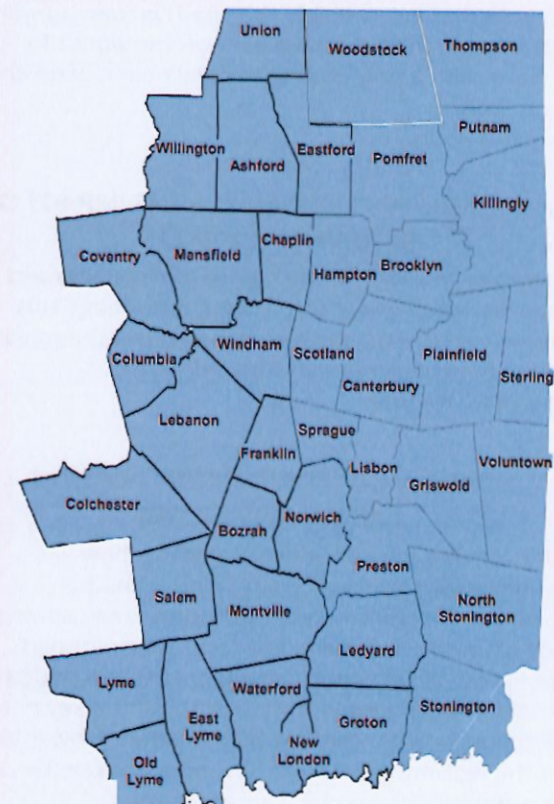 Union
Woodstock
Thompson
Putnam
Willington
Ashford
Eastford
Pomfret
Killingly
Coventry
Mansfield
Chaplin
Hampton
Brooklyn
Columbia
Windham
Scotland
Plainfield
Sterling
Canterbury
Lebanon
Franklin
Sprague
Lisbon
Voluntown
Griswold
Colchester
Bozrah
Norwich
Preston
Salem
Montville
North
Stonington
Ledyard
Lyme
Waterford
Stonington
East
Lyme
Groton
New
London
Old
Lyme